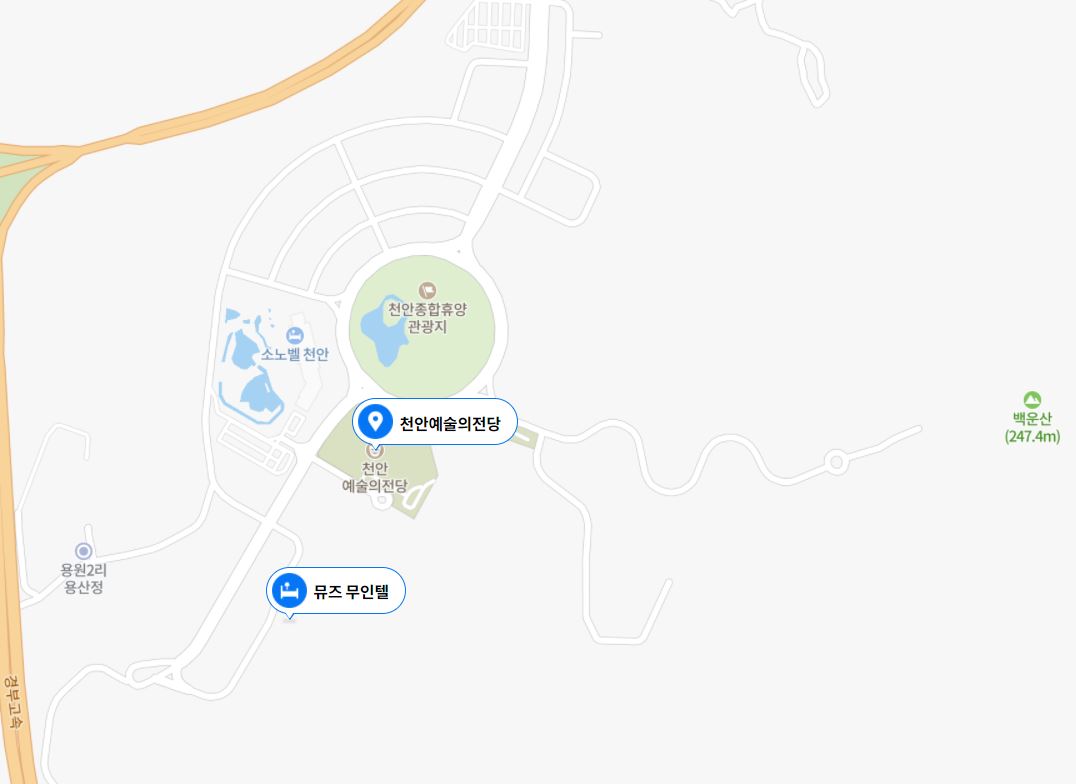 천안종합휴양
관광지
소노벨 천안
천안예술의전당
천안
예술의전당
백운산
(247.4m)
용원2리
용산정
뮤즈 무인텔
경부고속